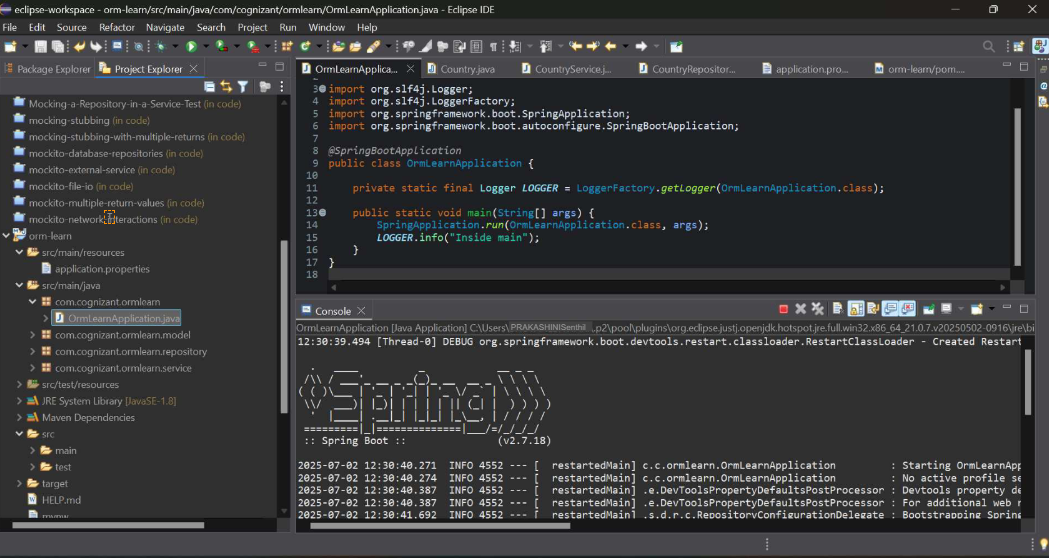 eclipse-workspace - orm-learn/src/main/java/com/cognizant/ormlearn/OrmLearnApplication.java - Eclipse IDE
File Edit Source Refactor Navigate Search Project Run Window Help
Package Explorer Project Explorer
OrmLearnApplica... Country.java CountryService.j... CountryRepositor... application.pro... orm-learn/pom....
Mocking-a-Repository-in-a-Service-Test (in code)
mocking-stubbing (in code)
mocking-stubbing-with-multiple-returns (in code)
mockito-database-repositories (in code)
mockito-external-service (in code)
mockito-file-io (in code)
mockito-multiple-return-values (in code)
mockito-network-interactions (in code)
orm-learn
src/main/resources
application.properties
src/main/java
com.cognizant.ormlearn
OrmLearnApplication.java
com.cognizant.ormlearn.model
com.cognizant.ormlearn.repository
com.cognizant.ormlearn.service
src/test/resources
JRE System Library [JavaSE-1.8]
Maven Dependencies
src
main
test
target
HELP.md
mvnw
3 import org.slf4j.Logger;
4 import org.slf4j.LoggerFactory;
5 import org.springframework.boot.SpringApplication;
6 import org.springframework.boot.autoconfigure.SpringBootApplication;
7
8 @SpringBootApplication
9 public class OrmLearnApplication {
10
11 private static final Logger LOGGER = LoggerFactory.getLogger(OrmLearnApplication.class);
12
13 public static void main(String[] args) {
14 SpringApplication.run(OrmLearnApplication.class, args);
15 LOGGER.info("Inside main");
16 }
17 }
18
Console
OrmLearnApplication [Java Application] C:\Users\PRAKASHINISenthil\.p2\pool\plugins\org.eclipse.justj.openjdk.hotspot.jre.full.win32.x86_64_21.0.7.v20250502-0916\jre\bi
12:30:39.494 [Thread-0] DEBUG org.springframework.boot.devtools.restart.classloader.RestartClassLoader - Created Restart
:: Spring Boot :: (v2.7.18)
2025-07-02 12:30:40.271 INFO 4552 --- [ restartedMain] c.c.ormlearn.OrmLearnApplication : Starting OrmLearnApp
2025-07-02 12:30:40.274 INFO 4552 --- [ restartedMain] c.c.ormlearn.OrmLearnApplication : No active profile se
2025-07-02 12:30:40.387 INFO 4552 --- [ restartedMain] .e.DevToolsPropertyDefaultsPostProcessor : Devtools property de
2025-07-02 12:30:40.387 INFO 4552 --- [ restartedMain] .e.DevToolsPropertyDefaultsPostProcessor : For additional web r
2025-07-02 12:30:41.692 INFO 4552 --- [ restartedMain] .s.d.r.c.RepositoryConfigurationDelegate : Bootstrapping Sprin